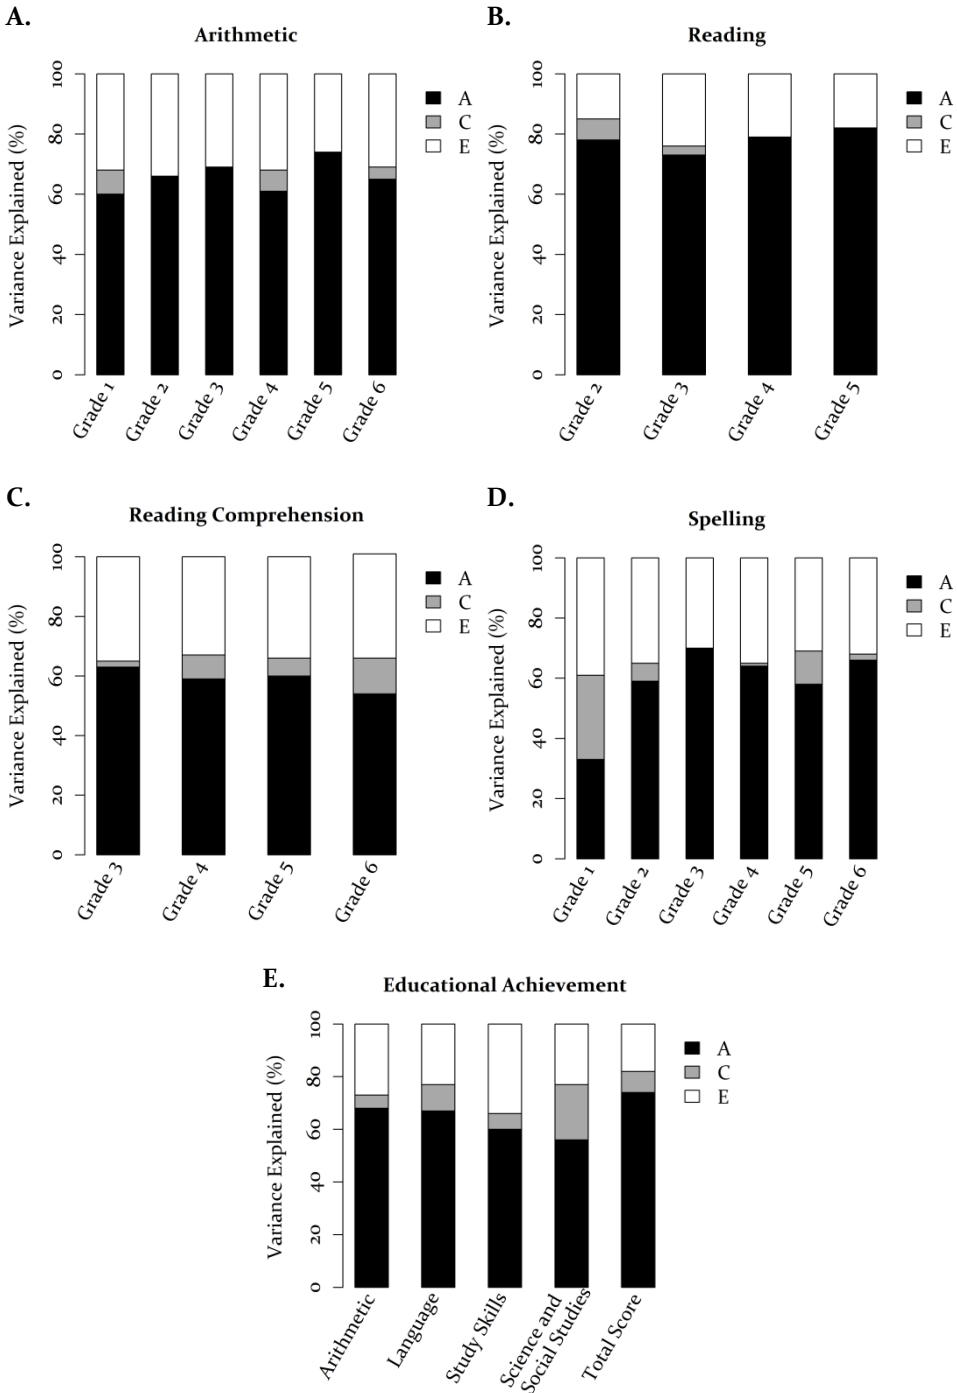 A.
Arithmetic
Variance Explained (%)
0
20
40
60
80
100
Grade 1
Grade 2
Grade 3
Grade 4
Grade 5
Grade 6
A
C
E
B.
Reading
Variance Explained (%)
0
20
40
60
80
100
Grade 2
Grade 3
Grade 4
Grade 5
A
C
E
C.
Reading Comprehension
Variance Explained (%)
0
20
40
60
80
100
Grade 3
Grade 4
Grade 5
Grade 6
A
C
E
D.
Spelling
Variance Explained (%)
0
20
40
60
80
100
Grade 1
Grade 2
Grade 3
Grade 4
Grade 5
Grade 6
A
C
E
E.
Educational Achievement
Variance Explained (%)
0
20
40
60
80
100
Arithmetic
Language
Study Skills
Science and
Social Studies
Total Score
A
C
E